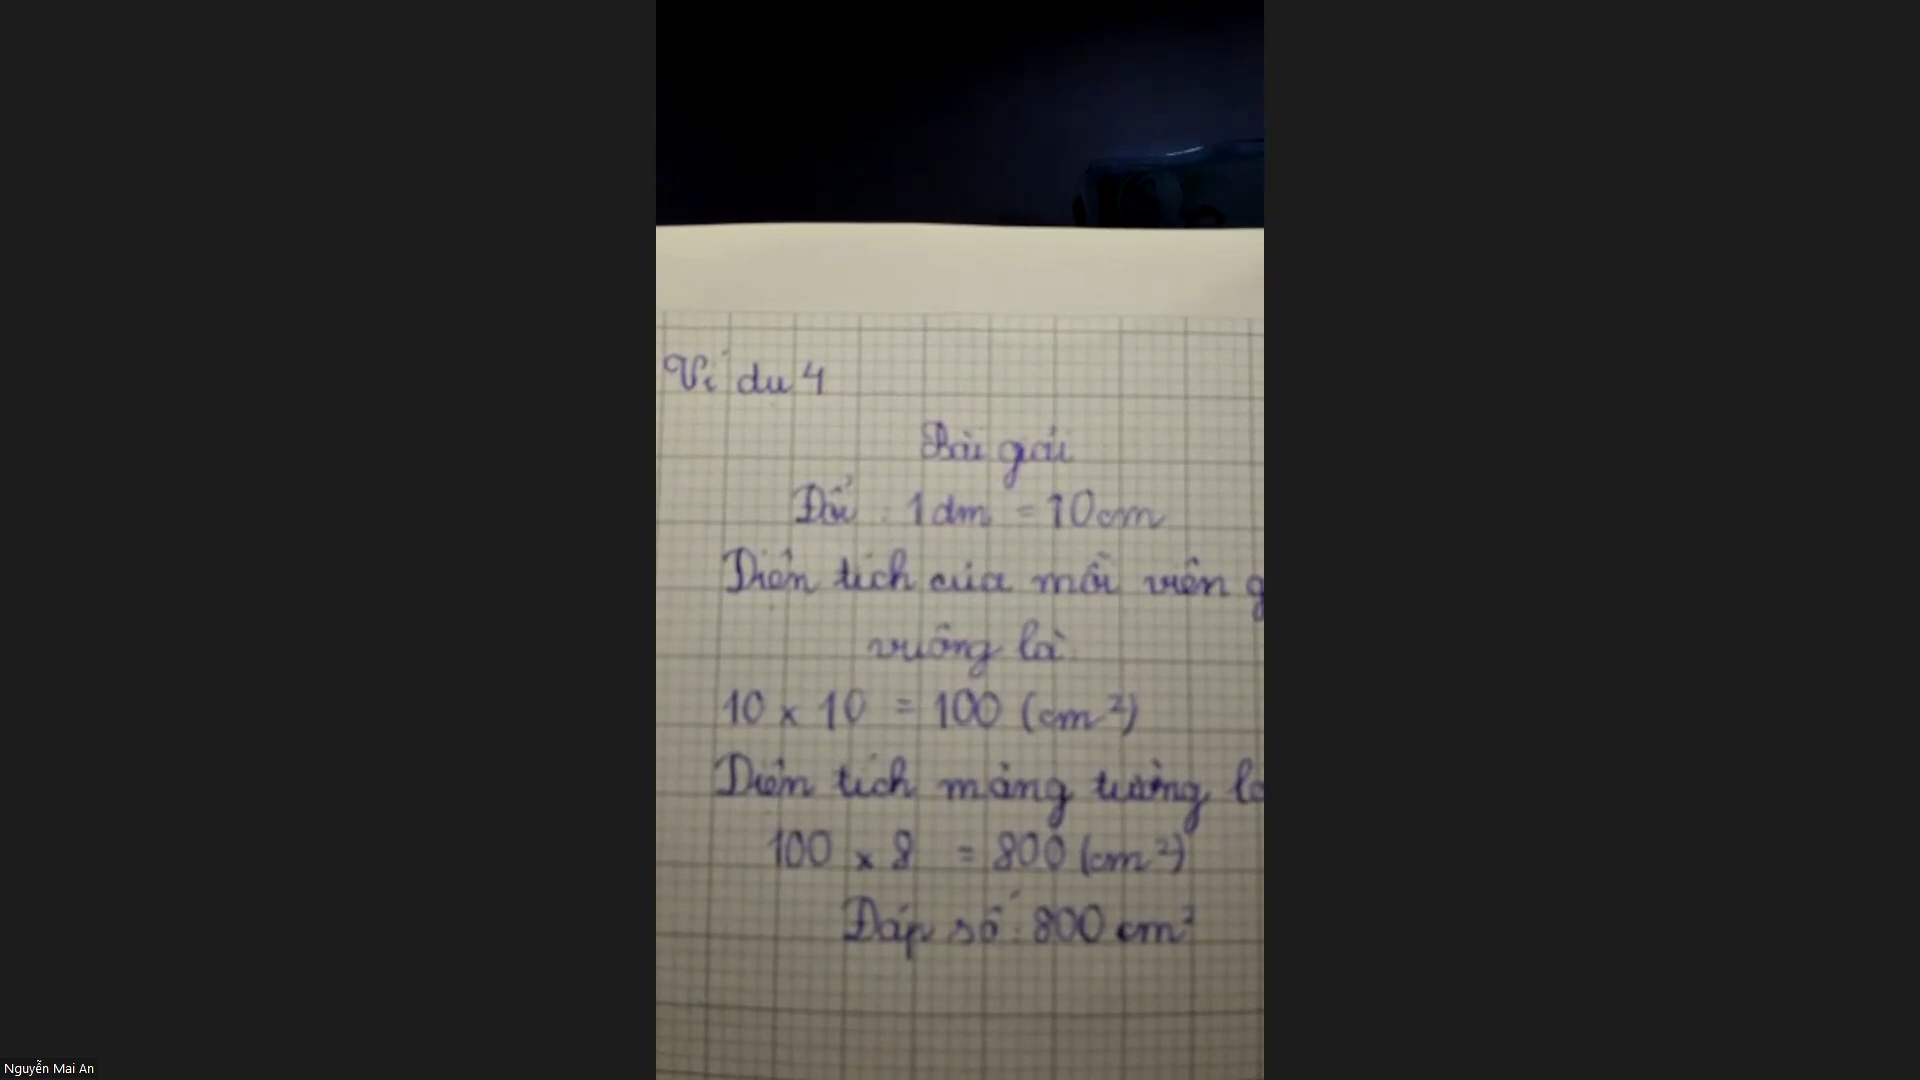 Ví dụ 4
Bài giải
Đổi : 1dm = 10cm
Diện tích của mỗi viên g
vuông là:
10 x 10 = 100 (cm²)
Diện tích mảng tường là
100 x 8 = 800 (cm²)
Đáp số : 800 cm²
Nguyễn Mai An